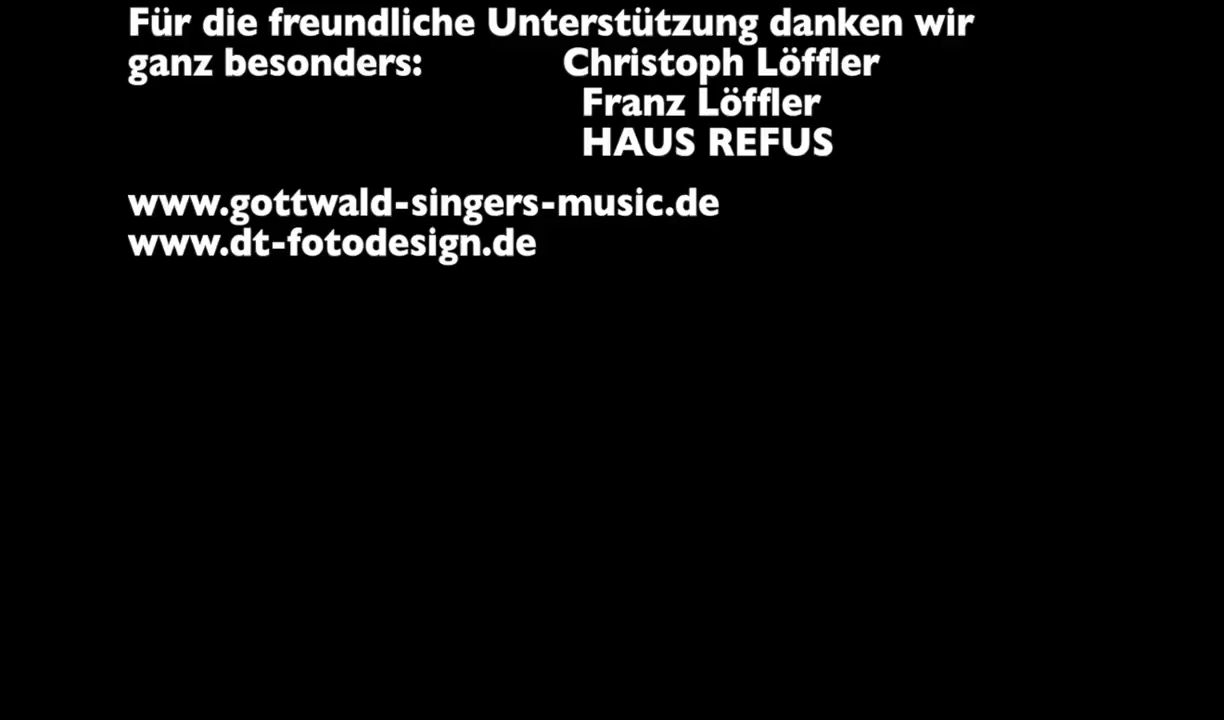 Für die freundliche Unterstützung danken wir
ganz besonders: Christoph Löffler
Franz Löffler
HAUS REFUS
www.gottwald-singers-music.de
www.dt-fotodesign.de